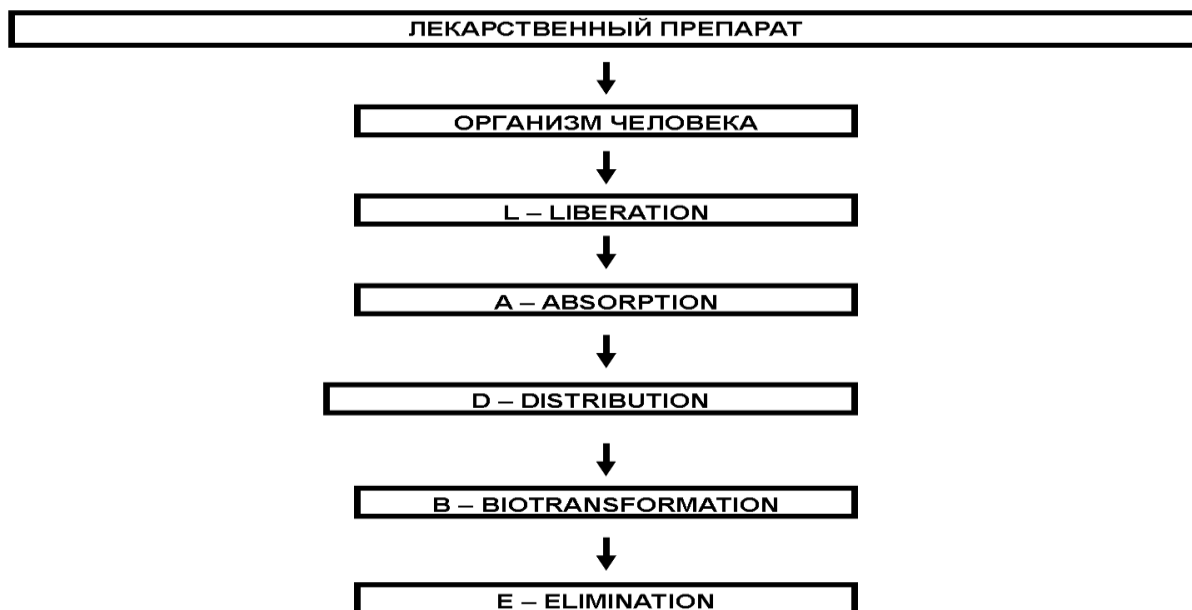 ЛЕКАРСТВЕННЫЙ ПРЕПАРАТ
ОРГАНИЗМ ЧЕЛОВЕКА
L – LIBERATION
A – ABSORPTION
D – DISTRIBUTION
B – BIOTRANSFORMATION
E – ELIMINATION